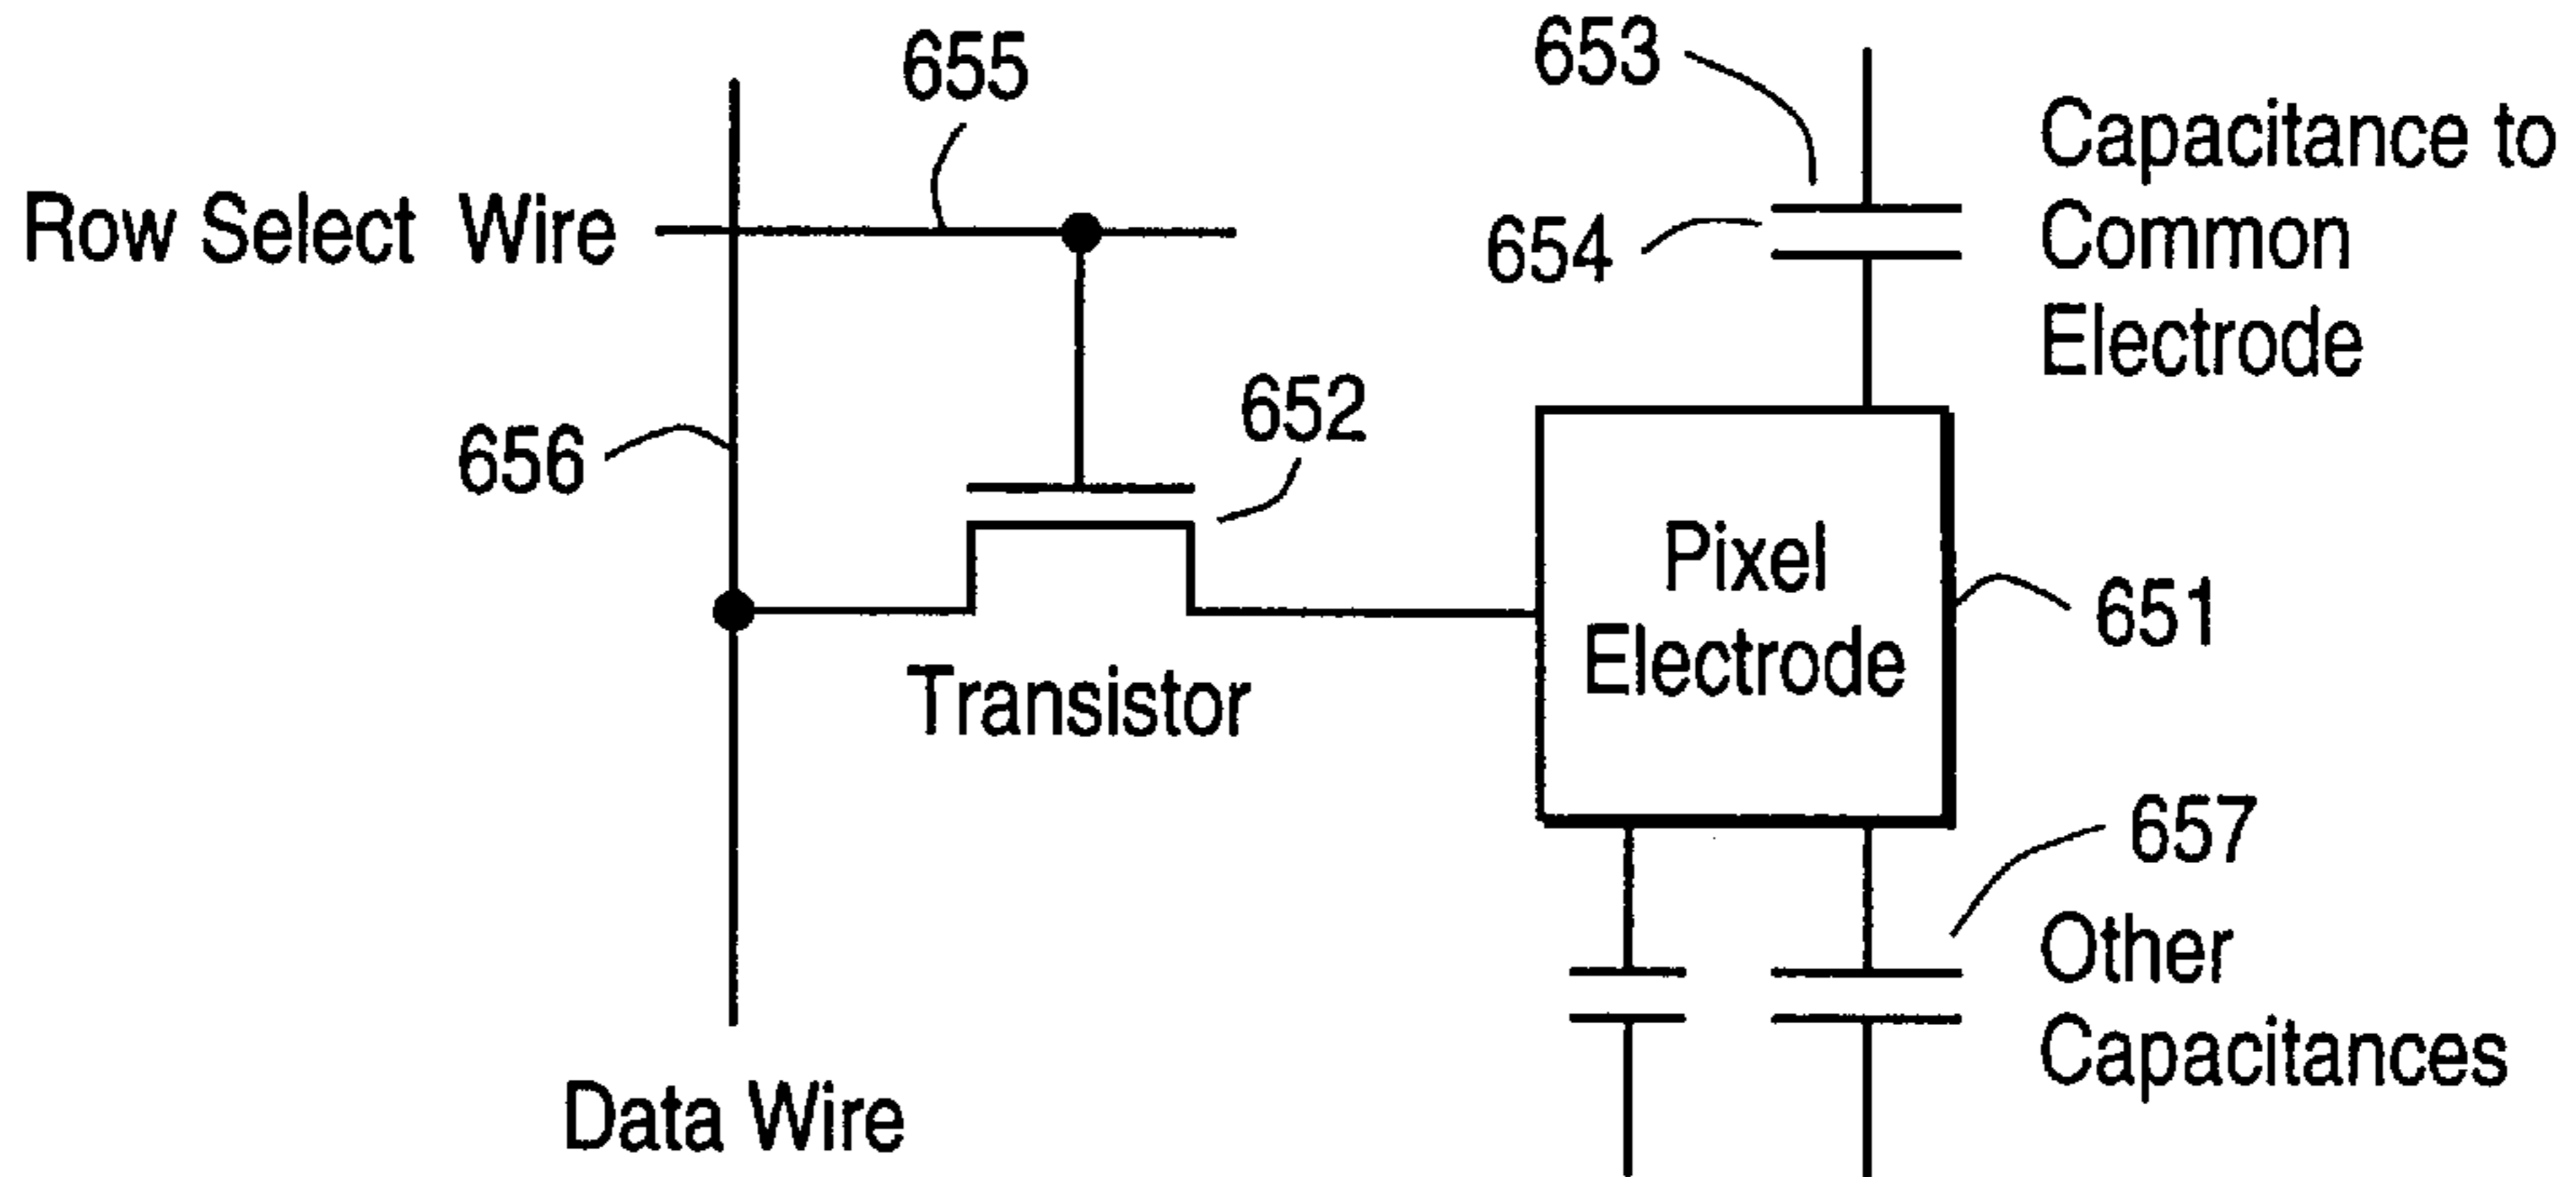 655
653
Capacitance to
Common
Electrode
Row Select Wire
654
656
652
Pixel
Electrode
651
Transistor
657
Other
Capacitances
Data Wire